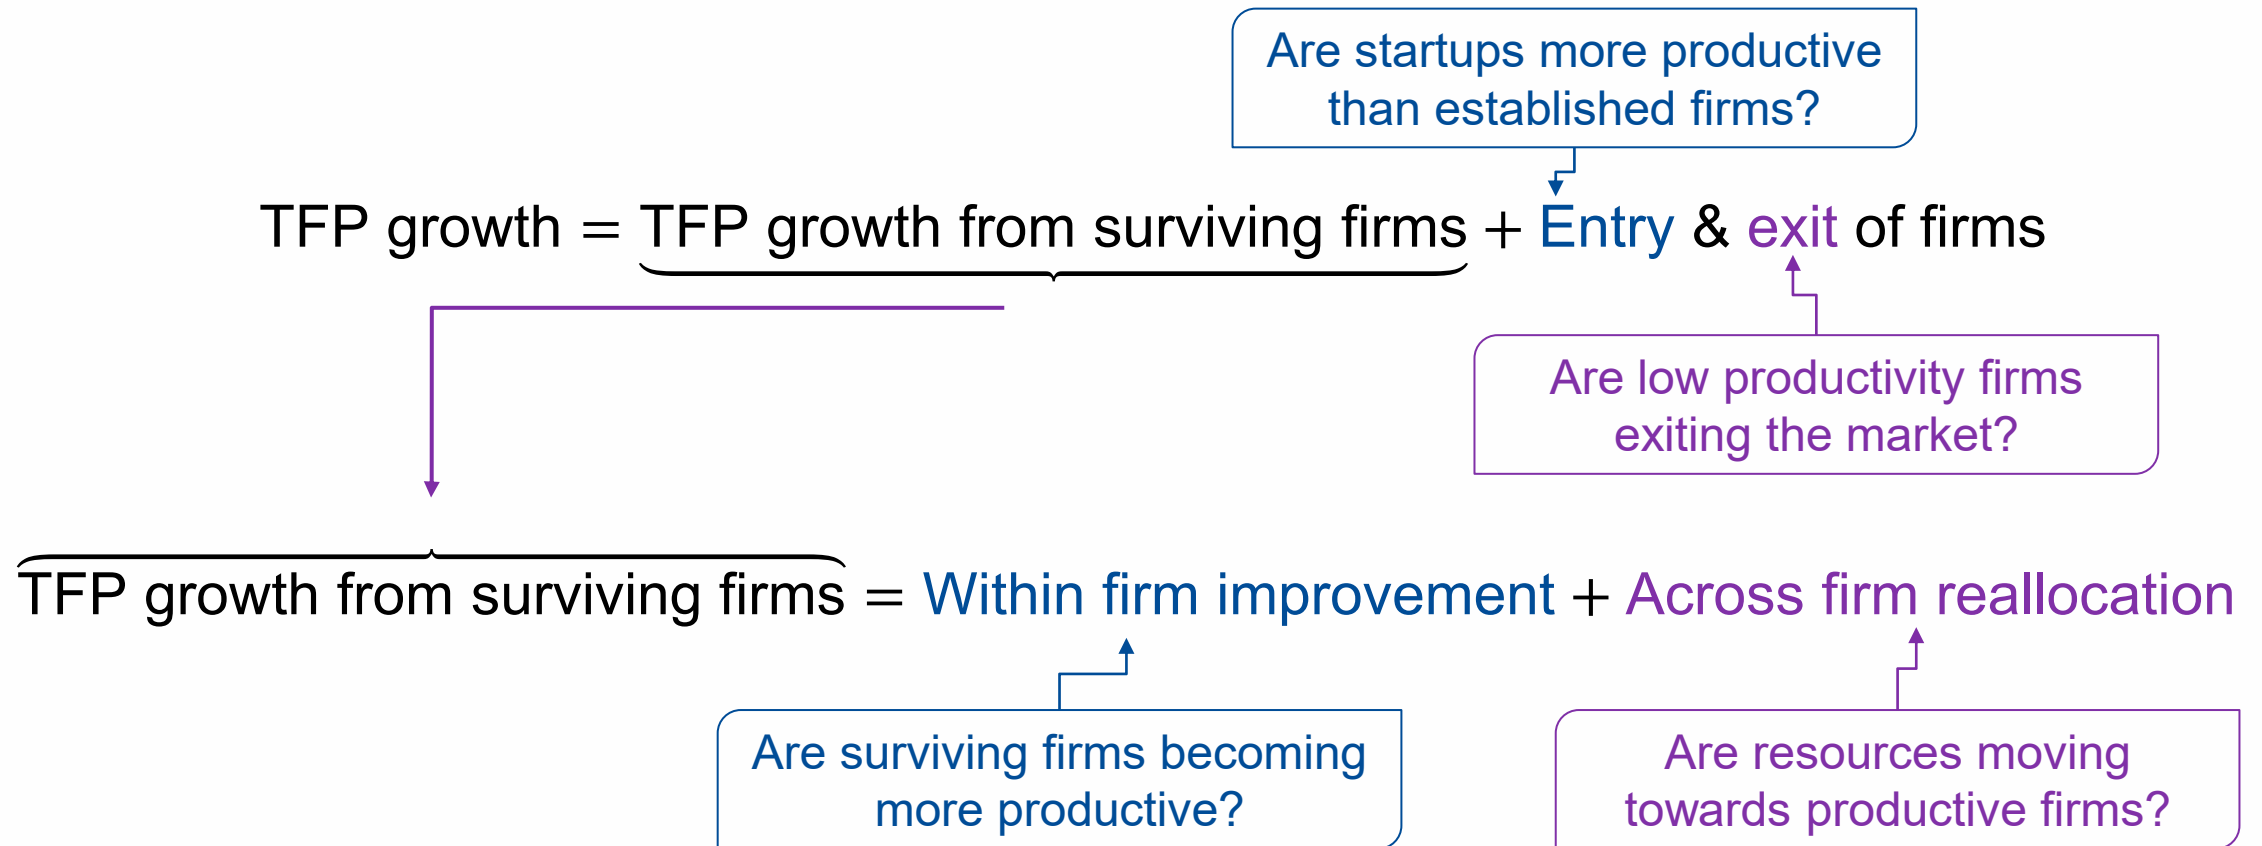 Are startups more productive
than established firms?
TFP growth = TFP growth from surviving firms + Entry & exit of firms
Are low productivity firms
exiting the market?
TFP growth from surviving firms = Within firm improvement + Across firm reallocation
Are surviving firms becoming
more productive?
Are resources moving
towards productive firms?